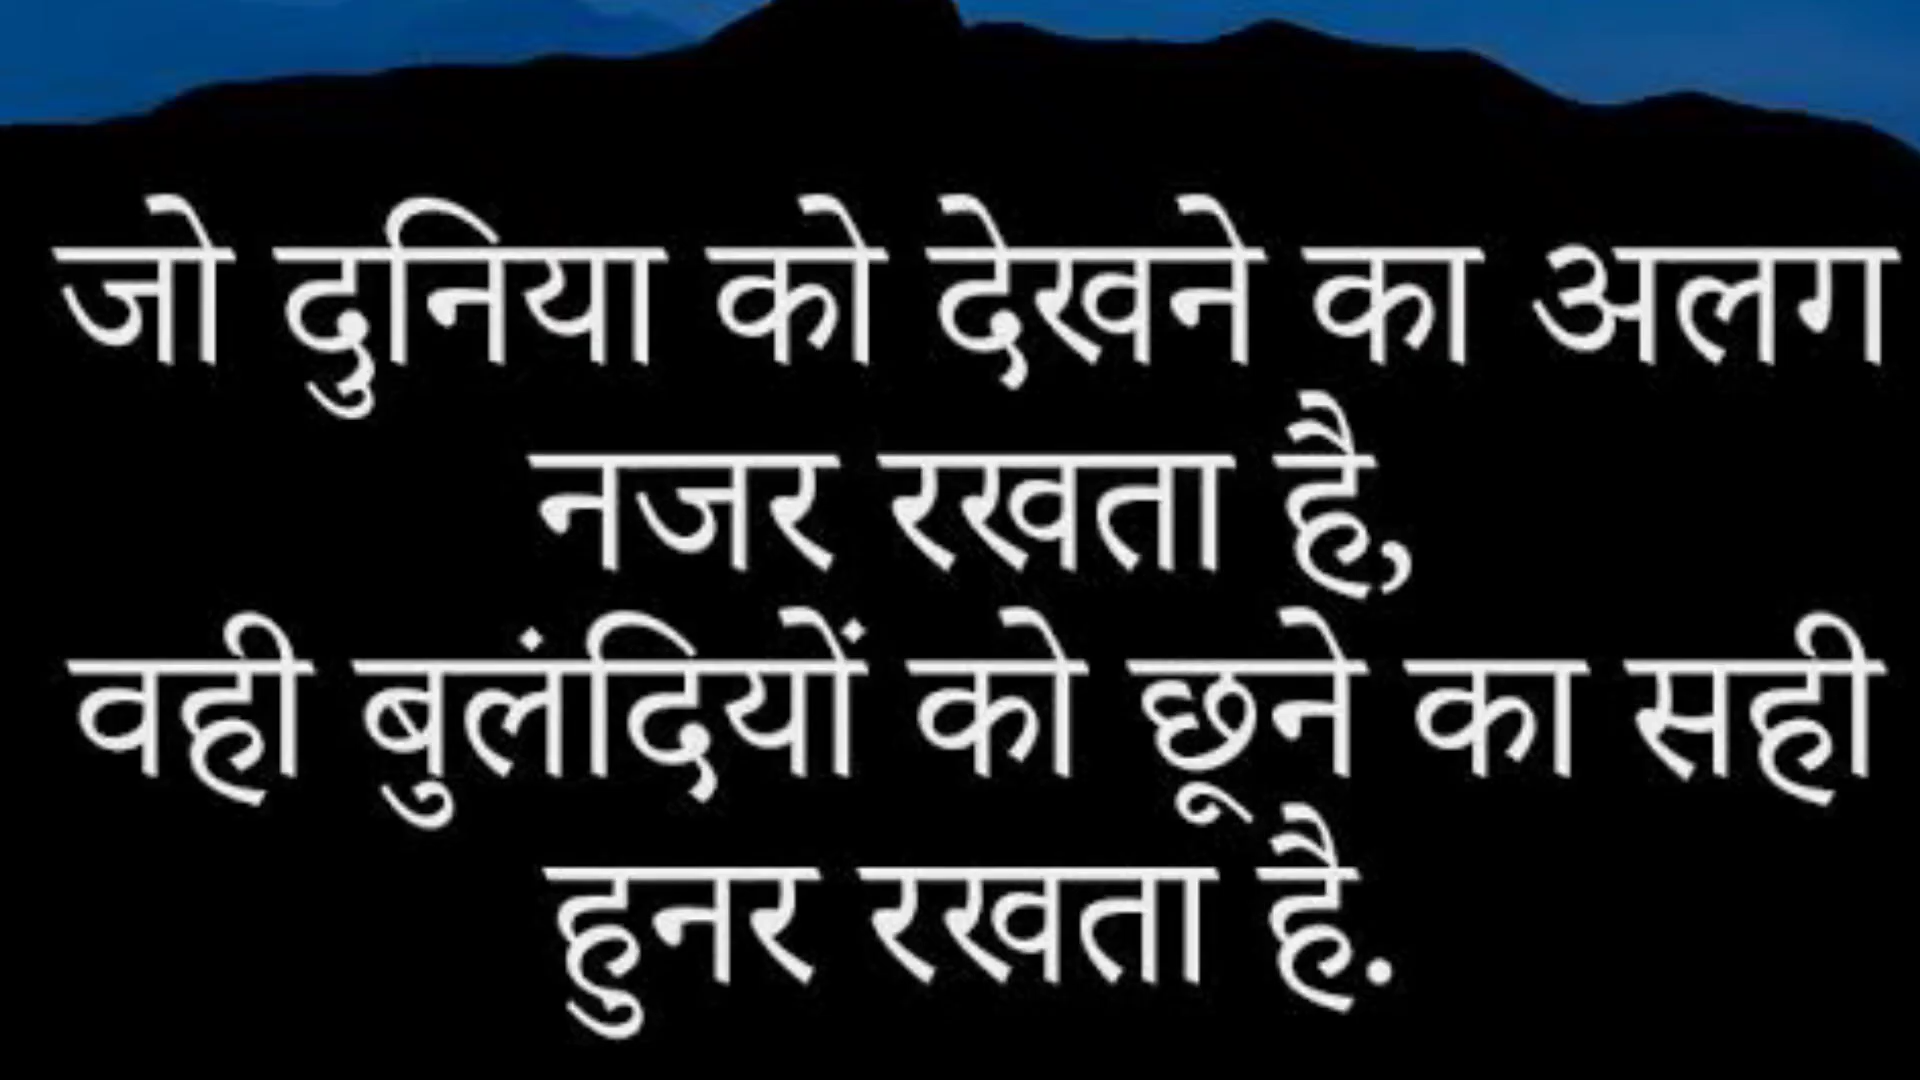 जो दुनिया को देखने का अलग
नजर रखता है,
वही बुलंदियों को छूने का सही
हुनर रखता है.